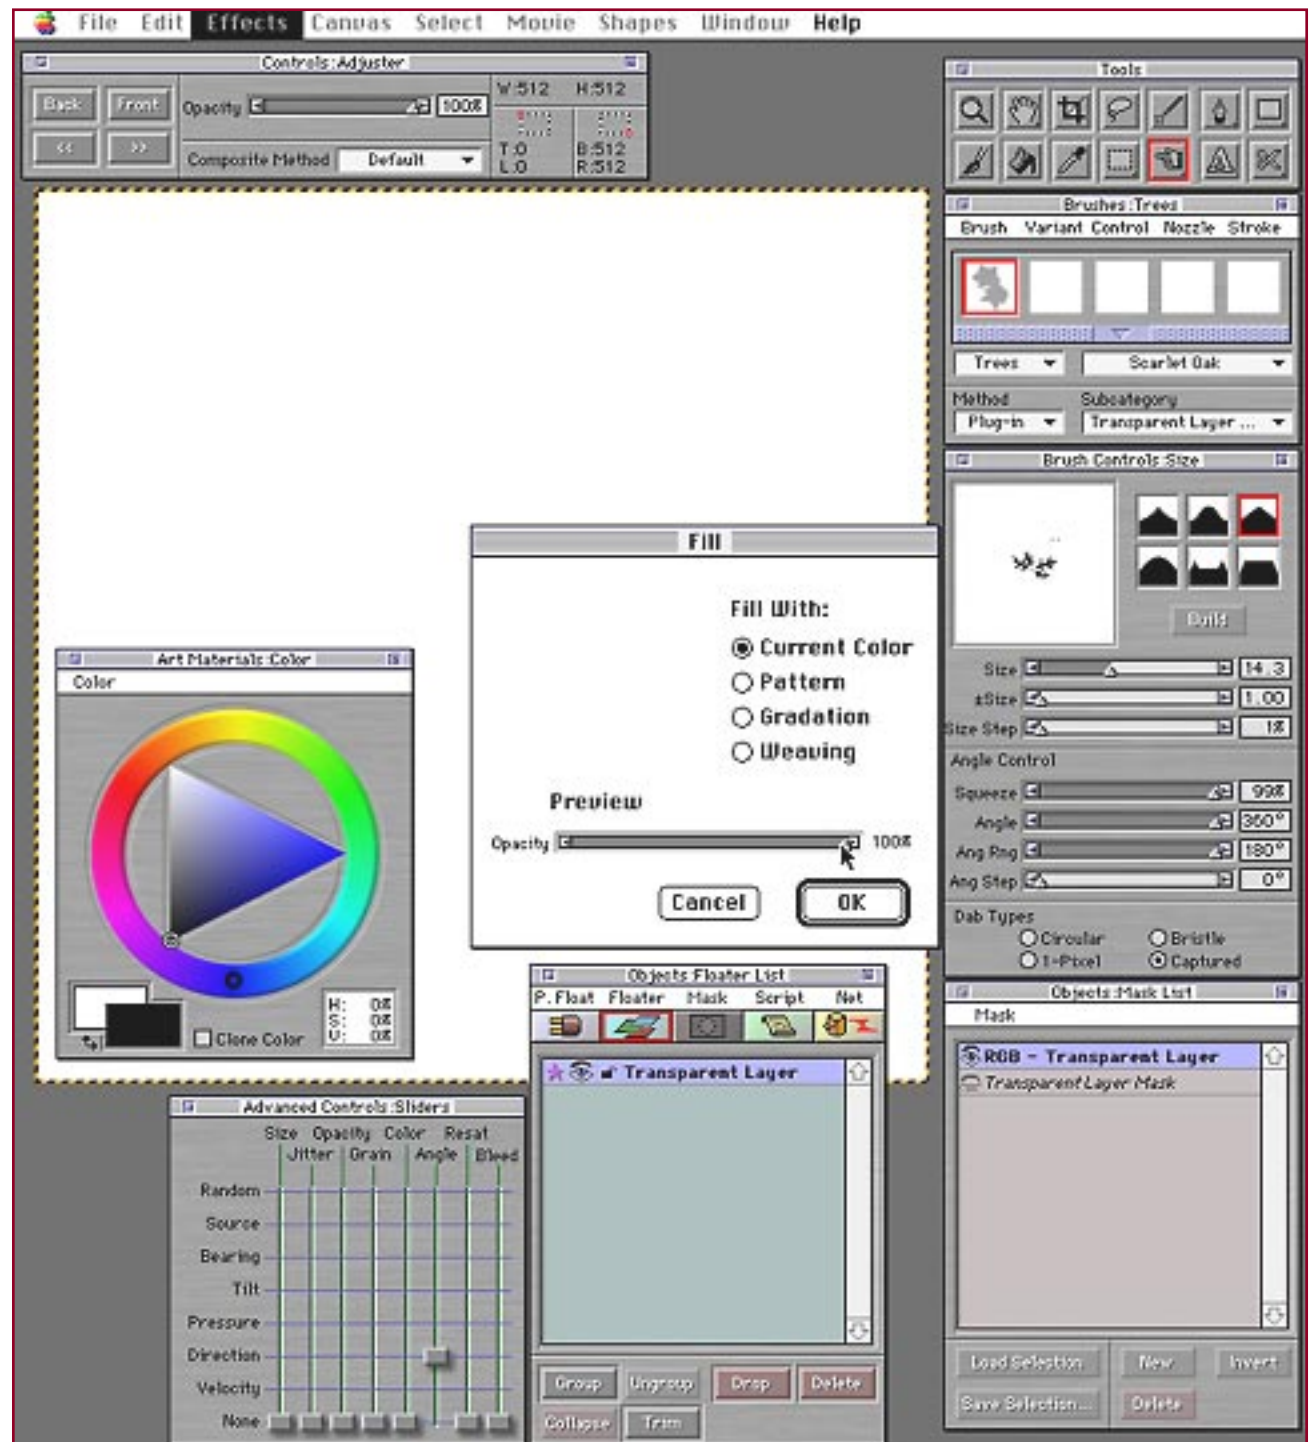 File Edit Effects Canvas Select Movie Shapes Window Help
Controls:Adjuster
Back Front
<< >>
Opacity 100%
Composite Method Default
W:512 H:512
T:0 B:512
L:0 R:512
Tools
Brushes:Trees
Brush Variant Control Nozzle Stroke
Trees Scarlet Oak
Method Subcategory
Plug-in Transparent Layer ...
Brush Controls:Size
Build
Size 14.3
±Size 1.00
Size Step 1%
Angle Control
Squeeze 99%
Angle 360°
Ang Rng 180°
Ang Step 0°
Dab Types
Circular Bristle
1-Pixel Captured
Fill
Fill With:
Current Color
Pattern
Gradation
Weaving
Preview
Opacity 100%
Cancel OK
Art Materials:Color
Color
Clone Color
H: 0%
S: 0%
V: 0%
Objects:Floater List
P.Float Floater Mask Script Net
Transparent Layer
Group Ungroup Drop Delete
Collapse Trim
Objects:Mask List
Mask
RGB - Transparent Layer
Transparent Layer Mask
Load Selection New Invert
Save Selection... Delete
Advanced Controls:Sliders
Size Opacity Color Resat
Jitter Grain Angle Bleed
Random
Source
Bearing
Tilt
Pressure
Direction
Velocity
None